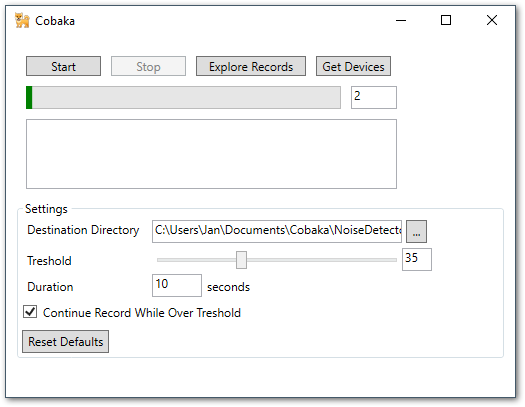 Cobaka
Start Stop Explore Records Get Devices
2
Settings
Destination Directory C:\Users\Jan\Documents\Cobaka\NoiseDetecto ...
Treshold 35
Duration 10 seconds
Continue Record While Over Treshold
Reset Defaults